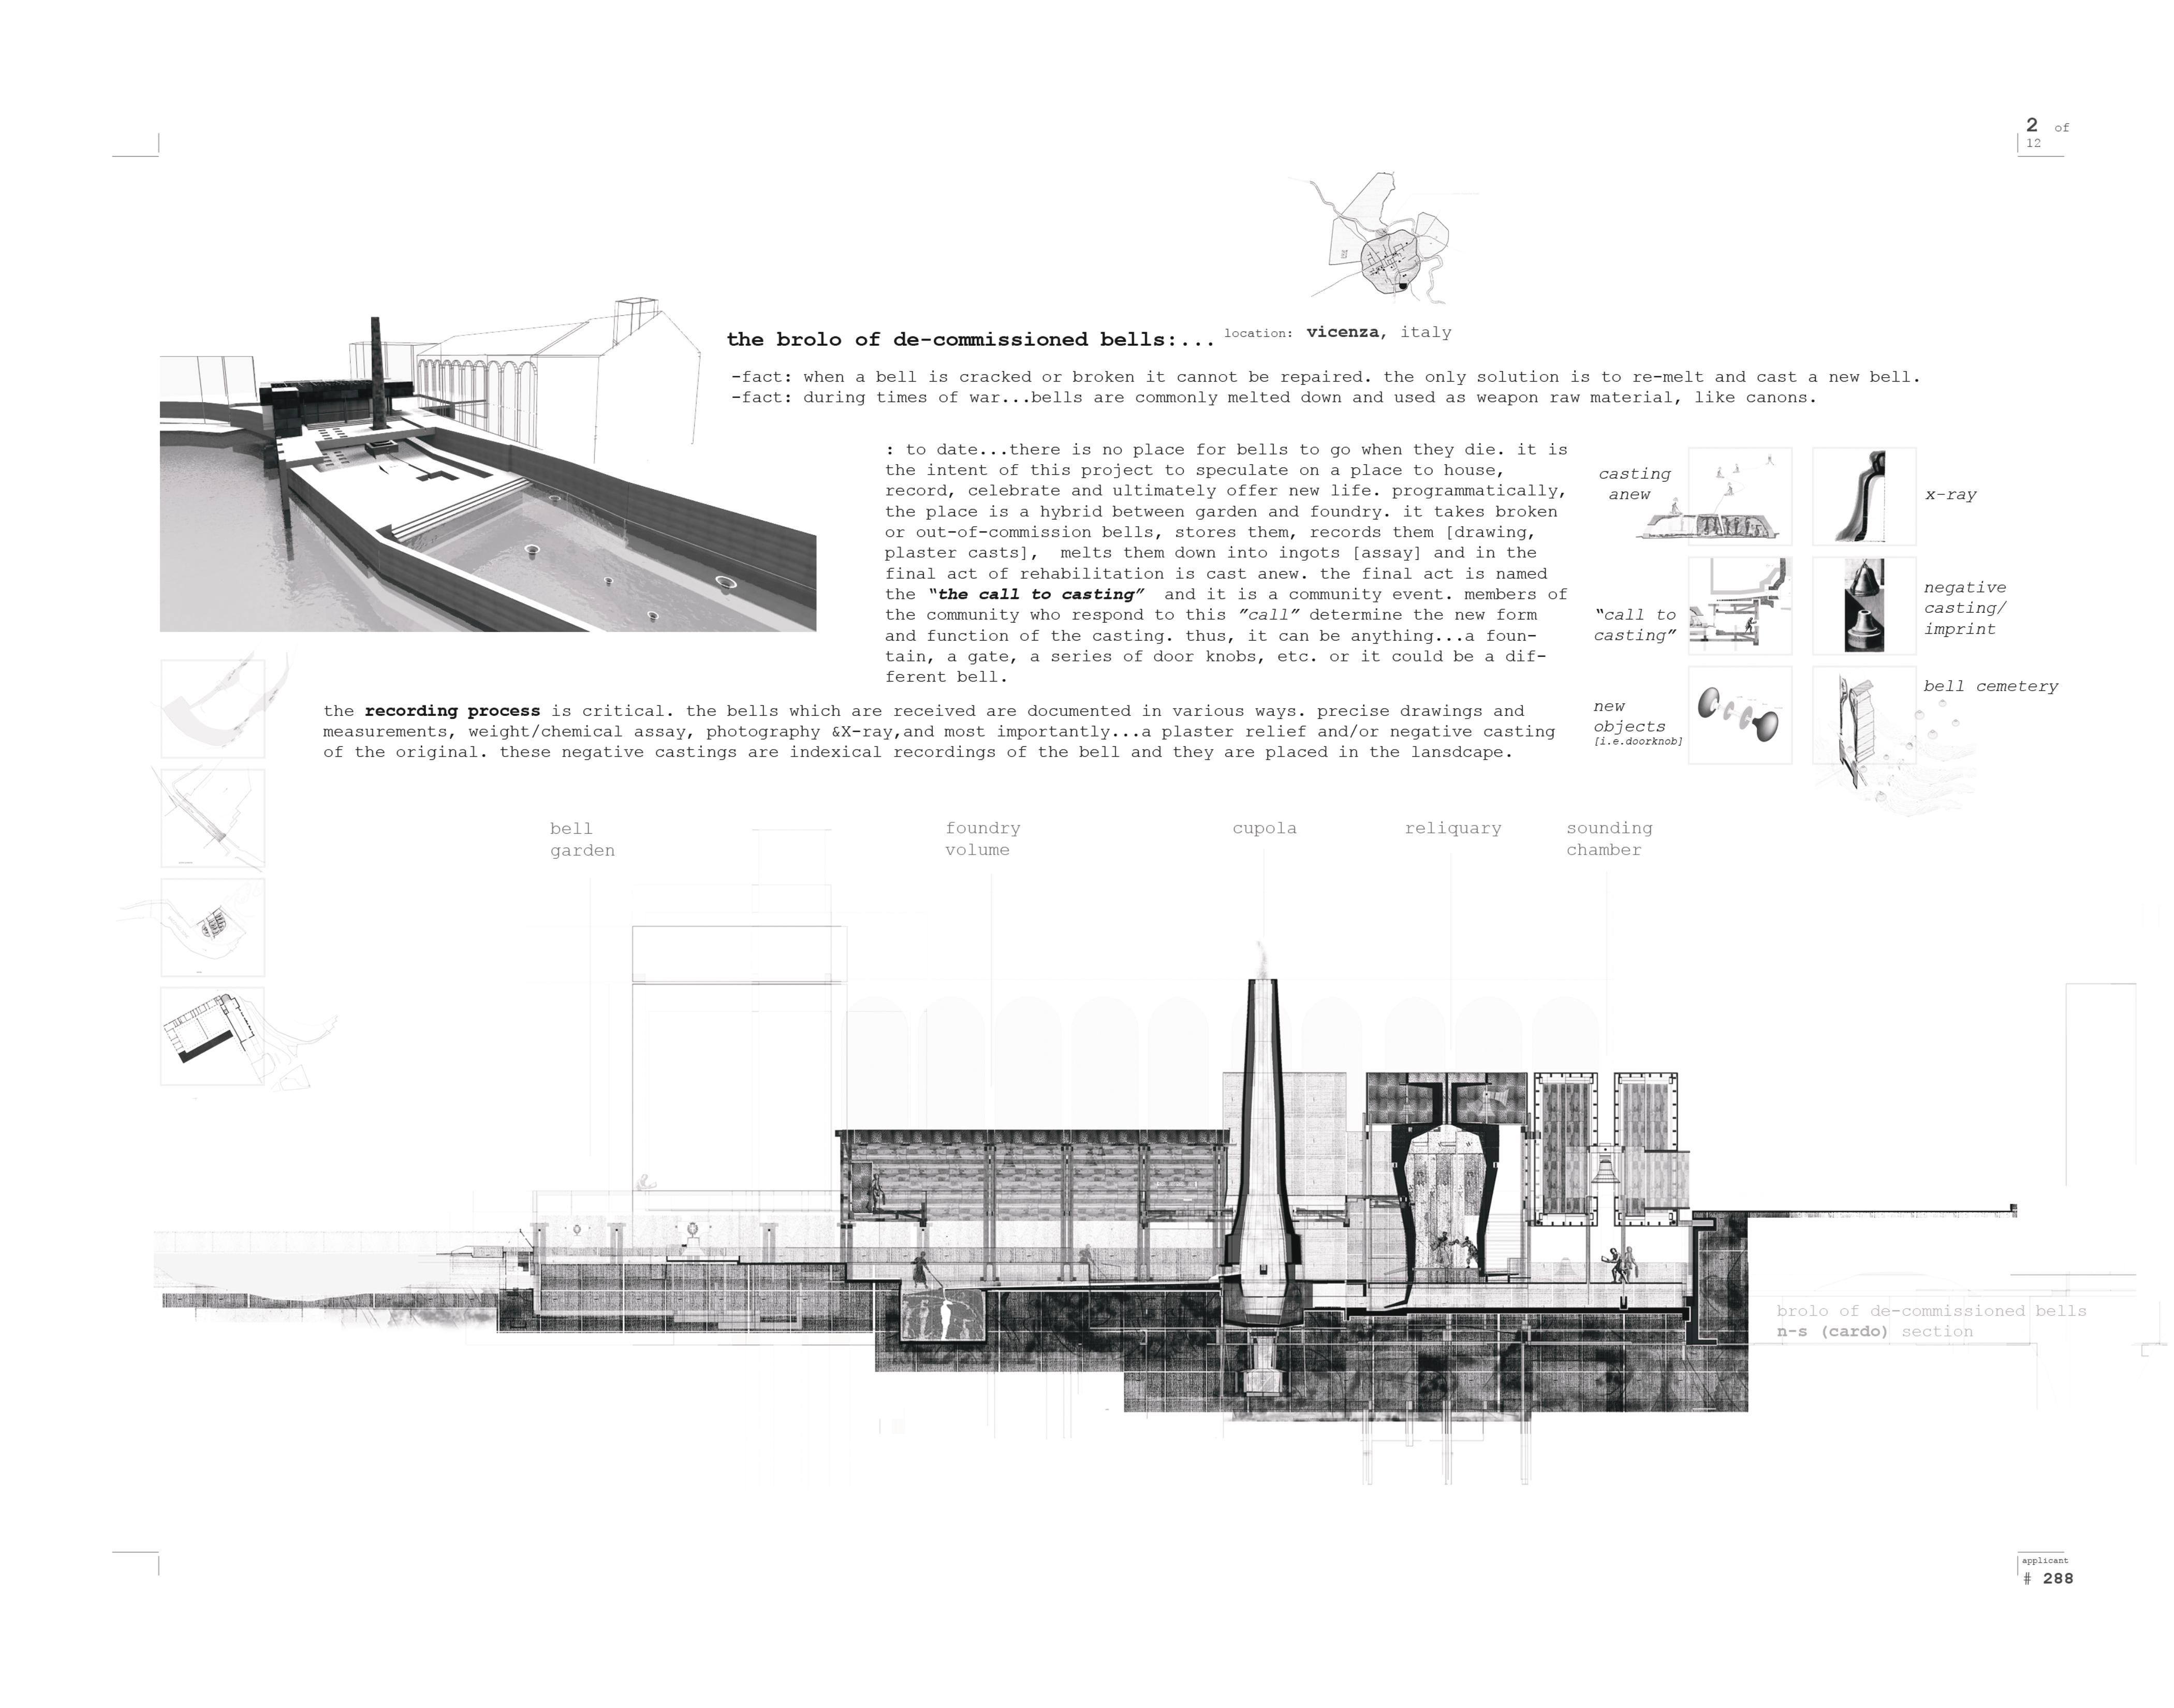 2 of
12
the brolo of de-commissioned bells:... location: vicenza, italy
-fact: when a bell is cracked or broken it cannot be repaired. the only solution is to re-melt and cast a new bell.
-fact: during times of war...bells are commonly melted down and used as weapon raw material, like canons.
: to date...there is no place for bells to go when they die. it is
the intent of this project to speculate on a place to house,
record, celebrate and ultimately offer new life. programmatically,
the place is a hybrid between garden and foundry. it takes broken
or out-of-commission bells, stores them, records them [drawing,
plaster casts],  melts them down into ingots [assay] and in the
final act of rehabilitation is cast anew. the final act is named
the “the call to casting”  and it is a community event. members of
the community who respond to this ”call” determine the new form
and function of the casting. thus, it can be anything...a foun-
tain, a gate, a series of door knobs, etc. or it could be a dif-
ferent bell.
casting
anew
x-ray
“call to
casting”
negative
casting/
imprint
new
objects
[i.e.doorknob]
bell cemetery
the recording process is critical. the bells which are received are documented in various ways. precise drawings and
measurements, weight/chemical assay, photography &X-ray,and most importantly...a plaster relief and/or negative casting
of the original. these negative castings are indexical recordings of the bell and they are placed in the lansdcape.
bell
garden
foundry
volume
cupola
reliquary
sounding
chamber
brolo of de-commissioned bells
n-s (cardo) section
applicant
# 288